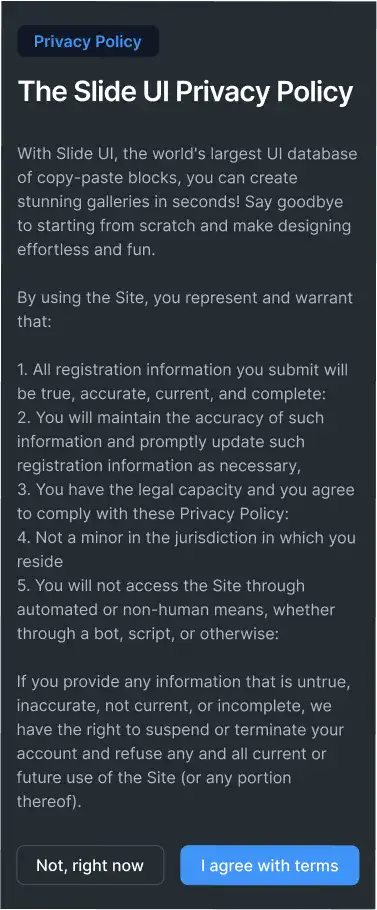 Privacy Policy
The Slide UI Privacy Policy
With Slide UI, the world's largest UI database
of copy-paste blocks, you can create
stunning galleries in seconds! Say goodbye
to starting from scratch and make designing
effortless and fun.
By using the Site, you represent and warrant
that:
1. All registration information you submit will
be true, accurate, current, and complete:
2. You will maintain the accuracy of such
information and promptly update such
registration information as necessary,
3. You have the legal capacity and you agree
to comply with these Privacy Policy:
4. Not a minor in the jurisdiction in which you
reside
5. You will not access the Site through
automated or non-human means, whether
through a bot, script, or otherwise:
If you provide any information that is untrue,
inaccurate, not current, or incomplete, we
have the right to suspend or terminate your
account and refuse any and all current or
future use of the Site (or any portion
thereof).
Not, right now
I agree with terms